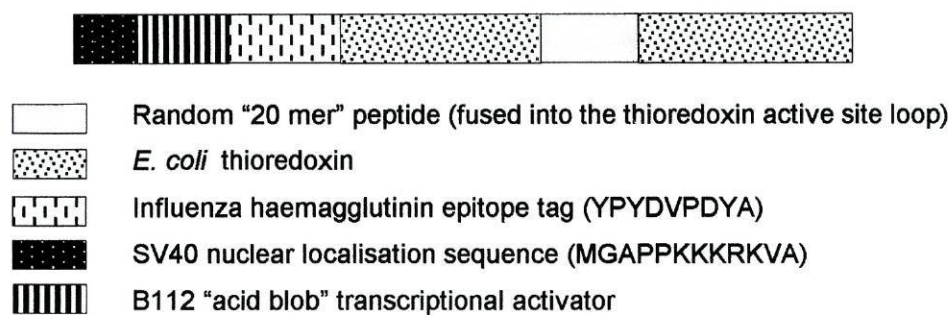 Random “20 mer” peptide (fused into the thioredoxin active site loop)
E. coli thioredoxin
Influenza haemagglutinin epitope tag (YPYDVPDYA)
SV40 nuclear localisation sequence (MGAPPKKKRKVA)
B112 “acid blob” transcriptional activator